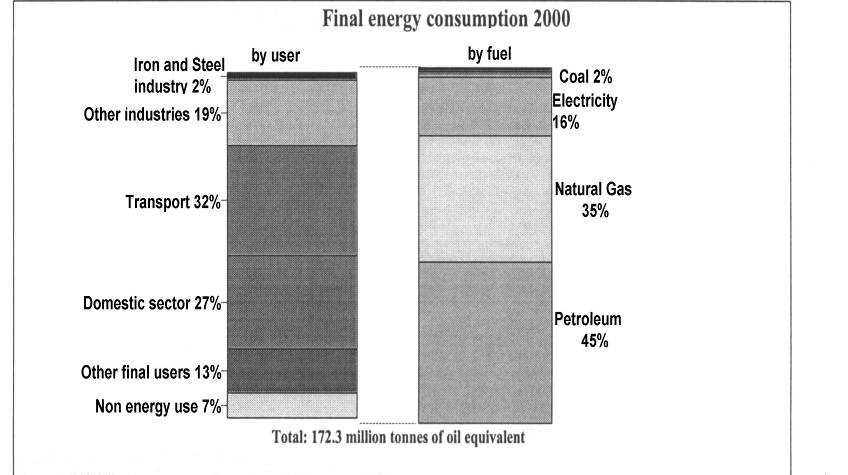 Final energy consumption 2000
by user
by fuel
Iron and Steel
industry 2%
Other industries 19%
Transport 32%
Domestic sector 27%
Other final users 13%
Non energy use 7%
Coal 2%
Electricity
16%
Natural Gas
35%
Petroleum
45%
Total: 172.3 million tonnes of oil equivalent